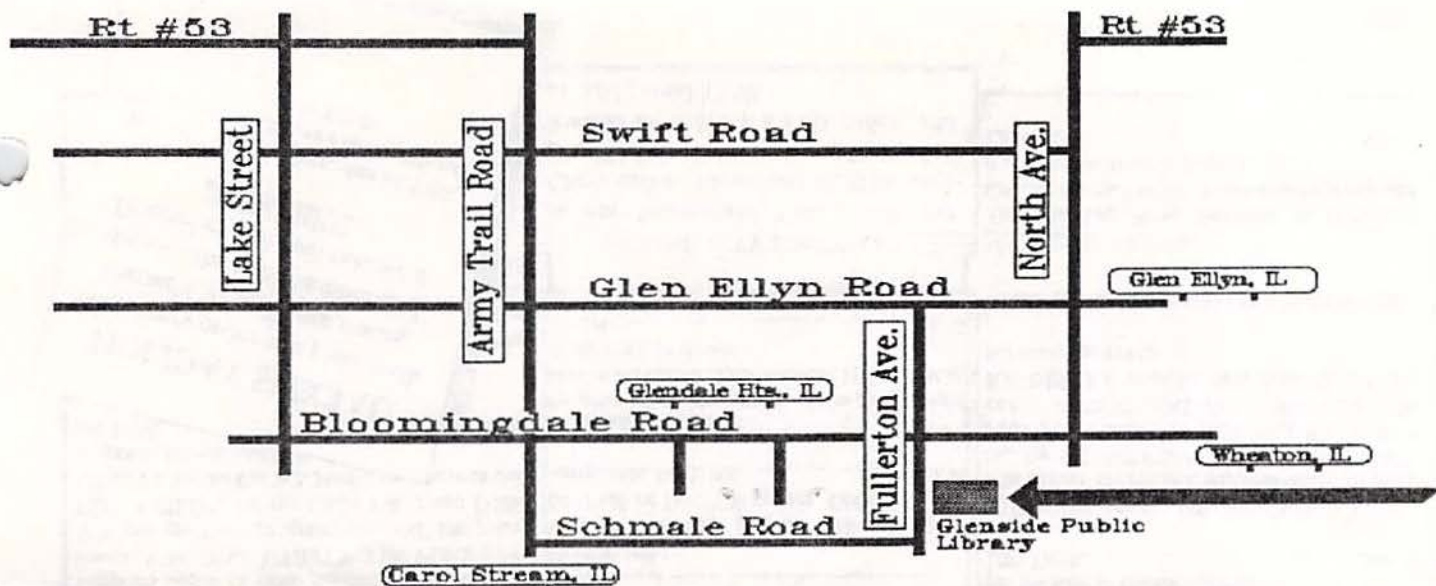 Rt #53
Rt #53
Swift Road
Lake Street
Army Trail Road
North Ave.
Glen Ellyn Road
Glen Ellyn, IL
Fullerton Ave.
Glendale Hts., IL
Bloomingdale Road
Wheaton, IL
Schmale Road
Glenside Public
Library
Carol Stream, IL